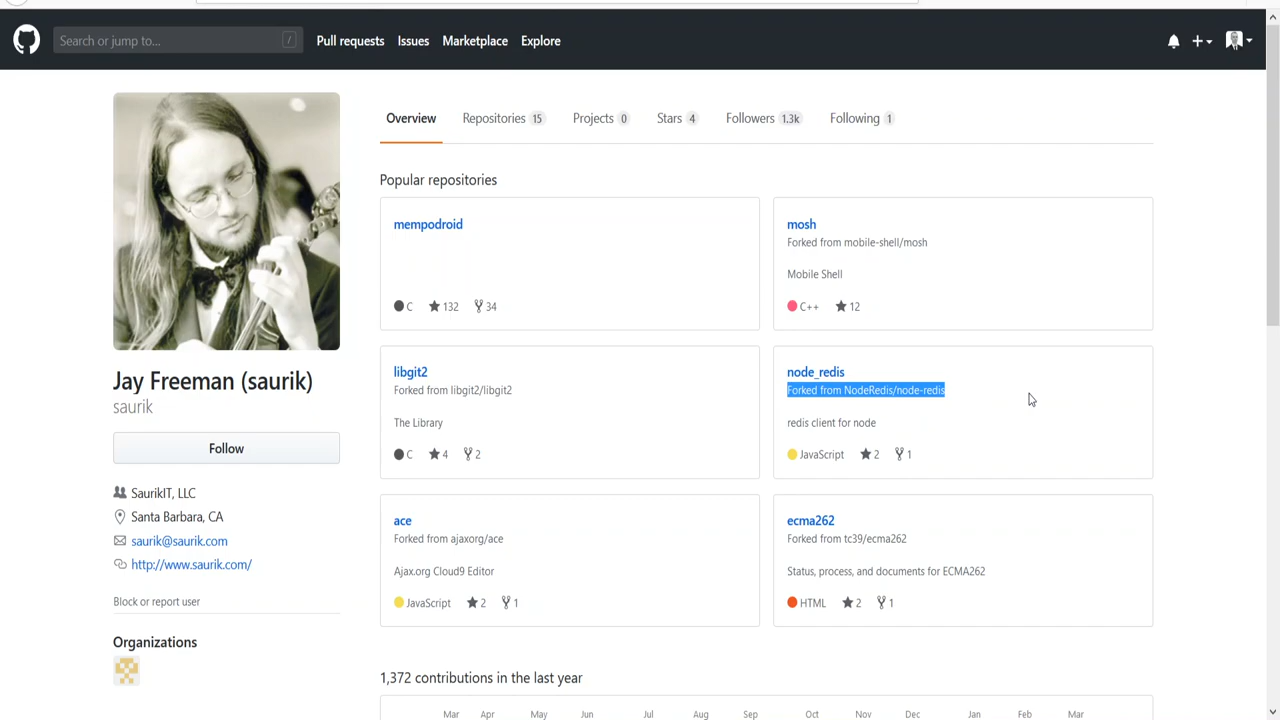 Search or jump to... /
Pull requests Issues Marketplace Explore
Overview Repositories 15 Projects 0 Stars 4 Followers 1.3k Following 1
Popular repositories
mempodroid
C 132 34
mosh
Forked from mobile-shell/mosh
Mobile Shell
C++ 12
libgit2
Forked from libgit2/libgit2
The Library
C 4 2
node_redis
Forked from NodeRedis/node-redis
redis client for node
JavaScript 2 1
ace
Forked from ajaxorg/ace
Ajax.org Cloud9 Editor
JavaScript 2 1
ecma262
Forked from tc39/ecma262
Status, process, and documents for ECMA262
HTML 2 1
Jay Freeman (saurik)
saurik
Follow
SaurikIT, LLC
Santa Barbara, CA
saurik@saurik.com
http://www.saurik.com/
Block or report user
Organizations
1,372 contributions in the last year
Mar Apr May Jun Jul Aug Sep Oct Nov Dec Jan Feb Mar